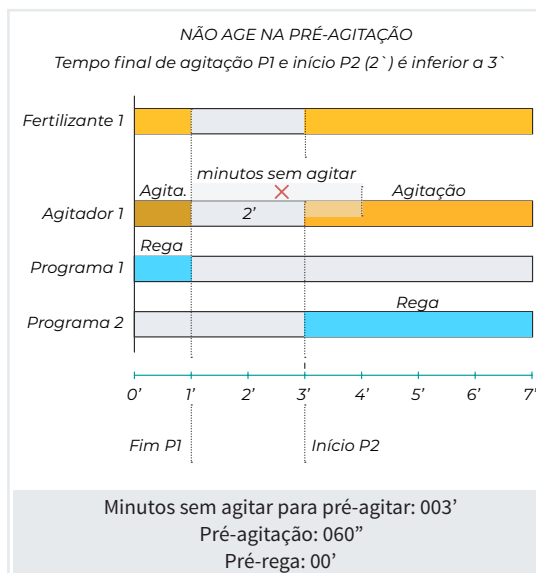 NÃO AGE NA PRÉ-AGITAÇÃO
Tempo final de agitação P1 e início P2 (2`) é inferior a 3`
Fertilizante 1
minutos sem agitar
Agita.
Agitação
Agitador 1
2'
Rega
Programa 1
Rega
Programa 2
0' 1' 2' 3' 4' 5' 6' 7'
Fim P1
Início P2
Minutos sem agitar para pré-agitar: 003’
Pré-agitação: 060”
Pré-rega: 00’